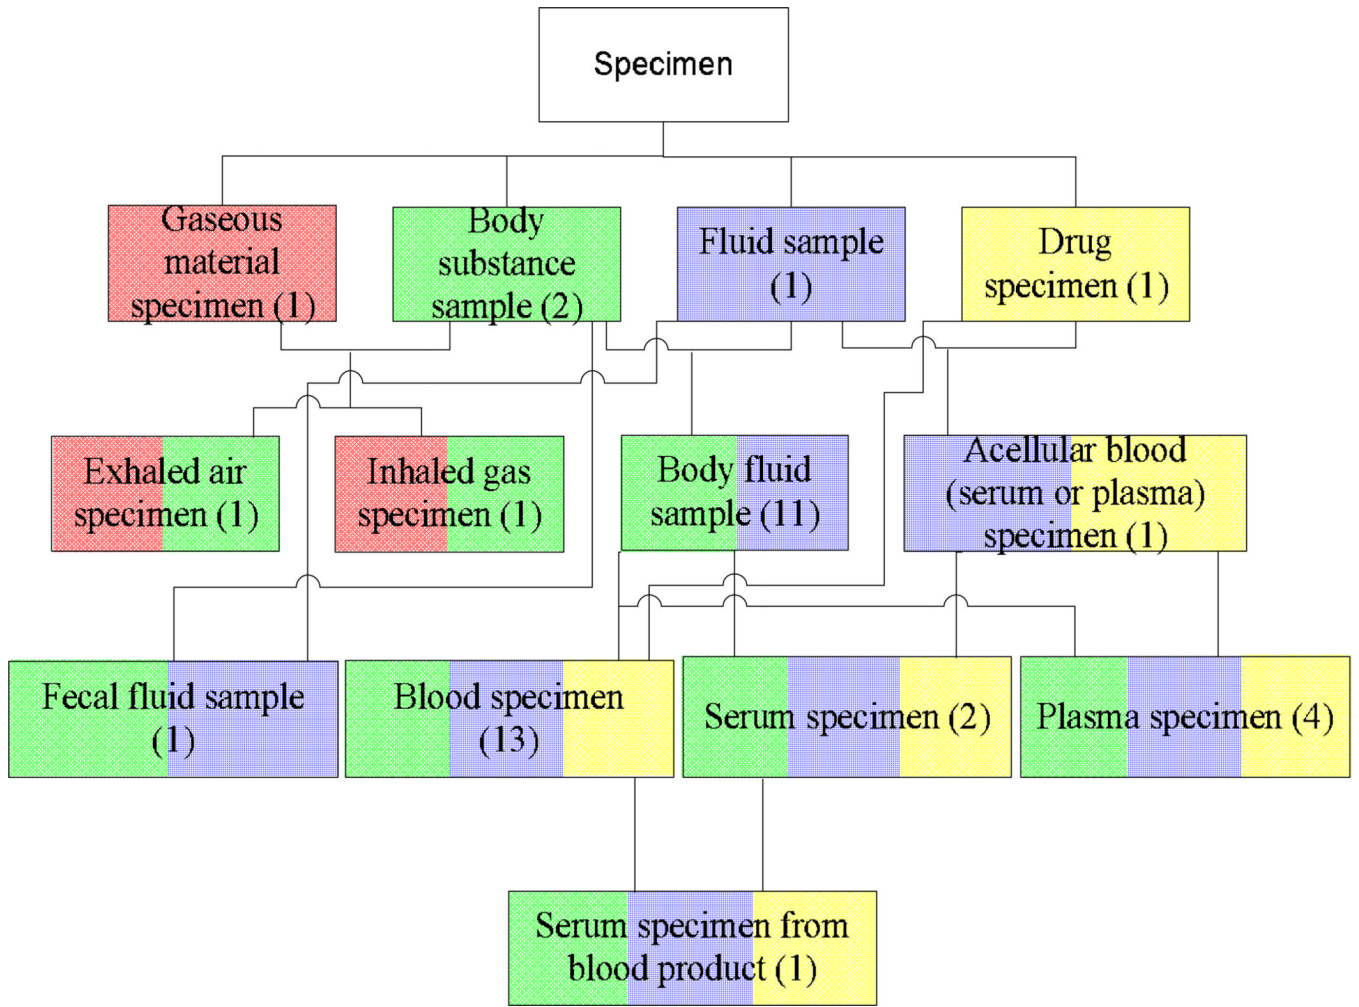 Specimen
Gaseous
material
specimen (1)
Body
substance
sample (2)
Fluid sample
(1)
Drug
specimen (1)
Exhaled air
specimen (1)
Inhaled gas
specimen (1)
Body fluid
sample (11)
Acellular blood
(serum or plasma)
specimen (1)
Fecal fluid sample
(1)
Blood specimen
(13)
Serum specimen (2)
Plasma specimen (4)
Serum specimen from
blood product (1)